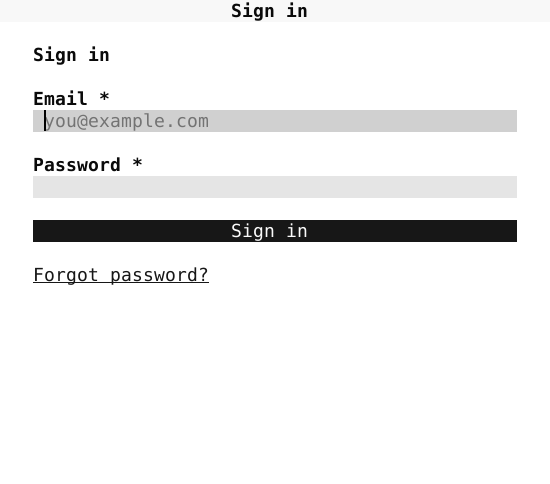 Sign in
Sign in
Email *
you@example.com
Password *
Sign in
Forgot password?